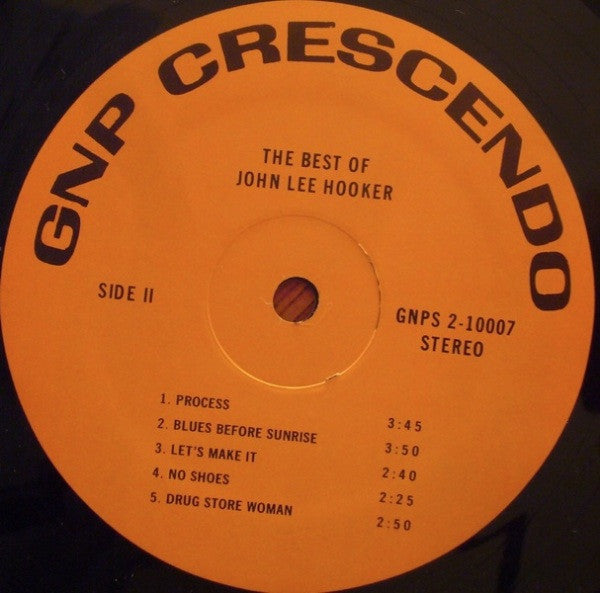 GNP CRESCENDO
THE BEST OF
JOHN LEE HOOKER
SIDE II
GNPS 2-10007
STEREO
1. PROCESS 3:45
2. BLUES BEFORE SUNRISE 3:50
3. LET'S MAKE IT 2:40
4. NO SHOES 2:25
5. DRUG STORE WOMAN 2:50